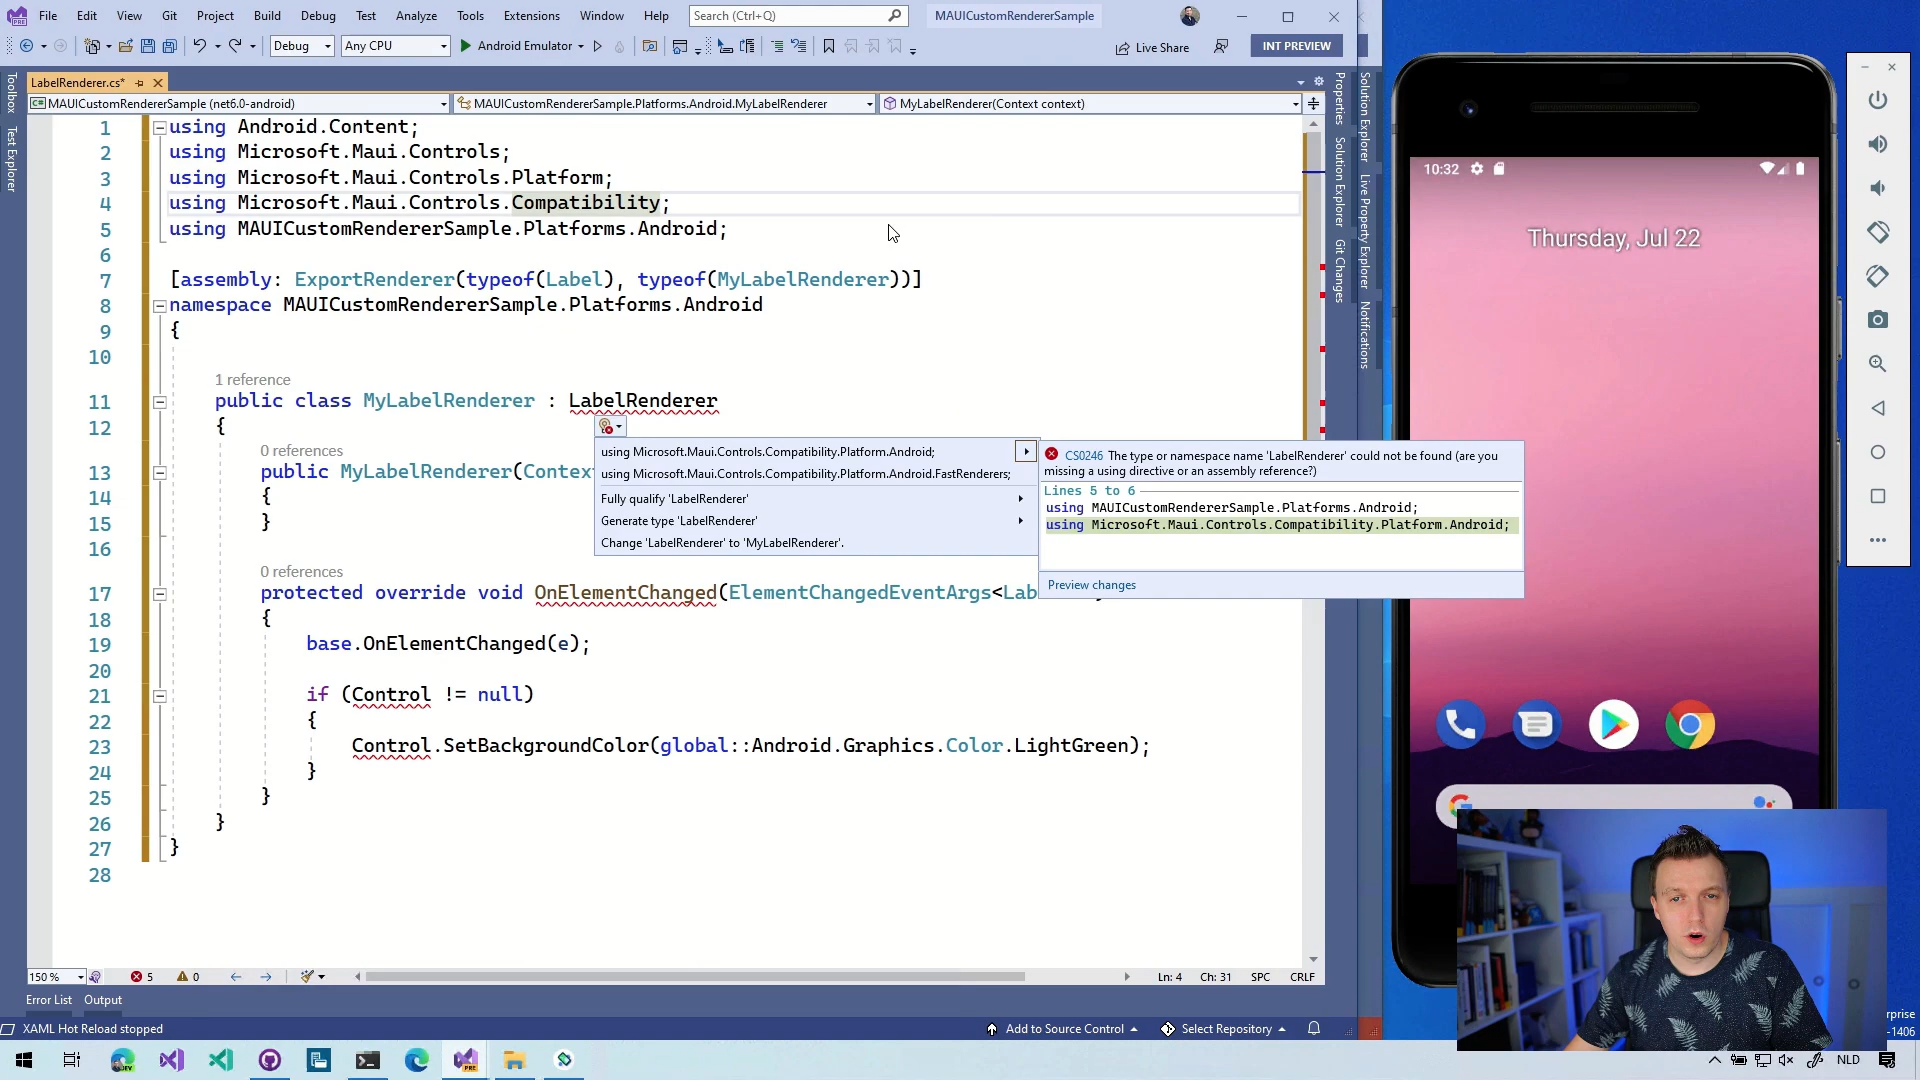 File Edit View Git Project Build Debug Test Analyze Tools Extensions Window Help Search (Ctrl+Q) MAUICustomRendererSample
Debug Any CPU Android Emulator Live Share INT PREVIEW
Toolbox
Test Explorer
LabelRenderer.cs*
MAUICustomRendererSample (net6.0-android) MAUICustomRendererSample.Platforms.Android.MyLabelRenderer MyLabelRenderer(Context context)
1 using Android.Content;
2 using Microsoft.Maui.Controls;
3 using Microsoft.Maui.Controls.Platform;
4 using Microsoft.Maui.Controls.Compatibility;
5 using MAUICustomRendererSample.Platforms.Android;
6
7 [assembly: ExportRenderer(typeof(Label), typeof(MyLabelRenderer))]
8 namespace MAUICustomRendererSample.Platforms.Android
9 {
10
1 reference
11 public class MyLabelRenderer : LabelRenderer
12 {
0 references
13 public MyLabelRenderer(Contex
14 {
15 }
16
0 references
17 protected override void OnElementChanged(ElementChangedEventArgs<Lab
18 {
19 base.OnElementChanged(e);
20
21 if (Control != null)
22 {
23 Control.SetBackgroundColor(global::Android.Graphics.Color.LightGreen);
24 }
25 }
26 }
27 }
28
using Microsoft.Maui.Controls.Compatibility.Platform.Android;
using Microsoft.Maui.Controls.Compatibility.Platform.Android.FastRenderers;
Fully qualify 'LabelRenderer'
Generate type 'LabelRenderer'
Change 'LabelRenderer' to 'MyLabelRenderer'.
CS0246 The type or namespace name 'LabelRenderer' could not be found (are you
missing a using directive or an assembly reference?)
Lines 5 to 6
using MAUICustomRendererSample.Platforms.Android;
using Microsoft.Maui.Controls.Compatibility.Platform.Android;
Preview changes
Properties
Solution Explorer
Git Changes
Solution Explorer
Live Property Explorer
Notifications
10:32
Thursday, Jul 22
150 % 5 0 Ln: 4 Ch: 31 SPC CRLF
Error List Output
XAML Hot Reload stopped Add to Source Control Select Repository
rprise
-1406
DEV
PRE
NLD